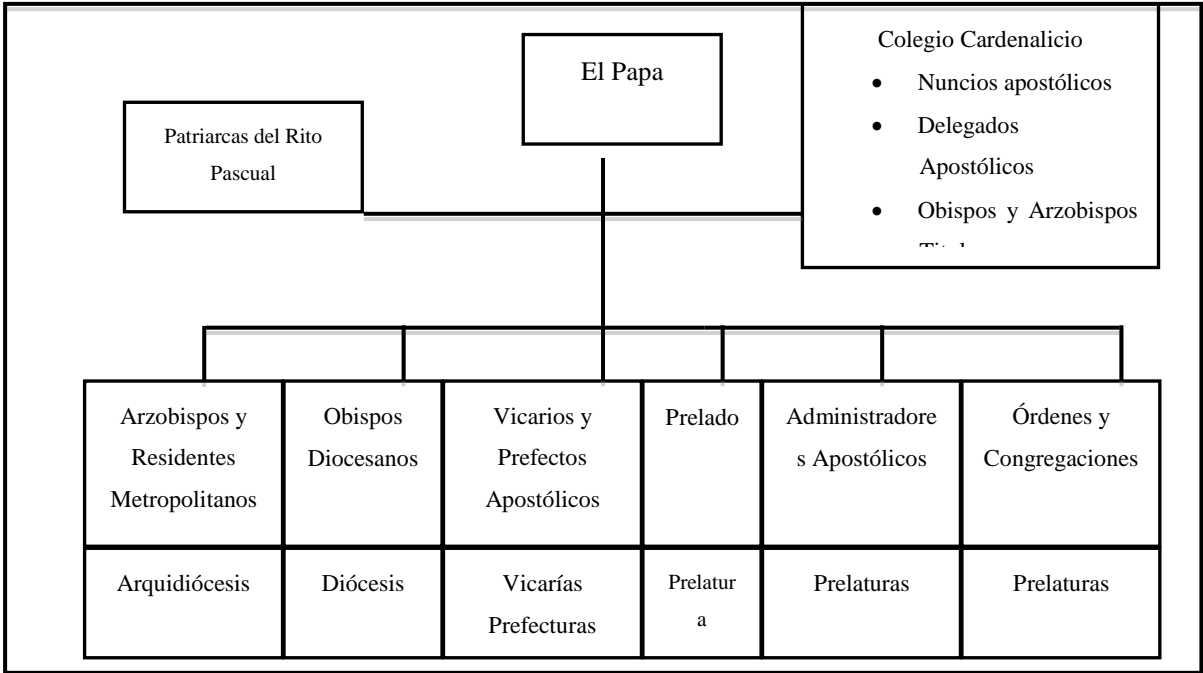 El Papa
Colegio Cardenalicio
• Nuncios apostólicos
• Delegados
Apostólicos
• Obispos y Arzobispos
Patriarcas del Rito
Pascual
Arzobispos y
Residentes
Metropolitanos
Obispos
Diocesanos
Vicarios y
Prefectos
Apostólicos
Prelado
Administradore
s Apostólicos
Órdenes y
Congregaciones
Arquidiócesis
Diócesis
Vicarías
Prefecturas
Prelatur
a
Prelaturas
Prelaturas